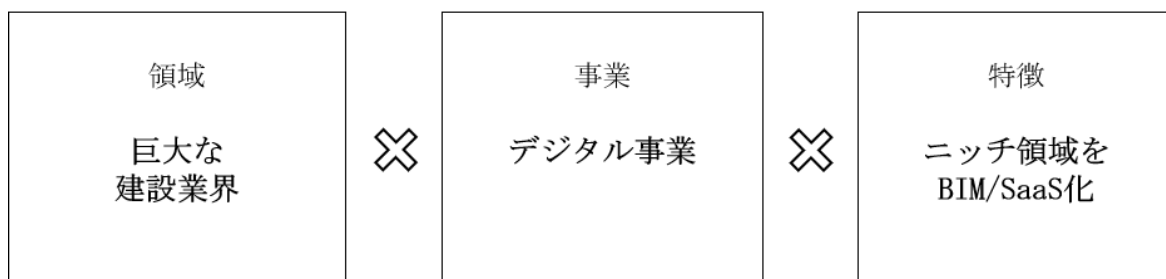 領域
巨大な
建設業界
事業
デジタル事業
特徴
ニッチ領域を
BIM/SaaS化